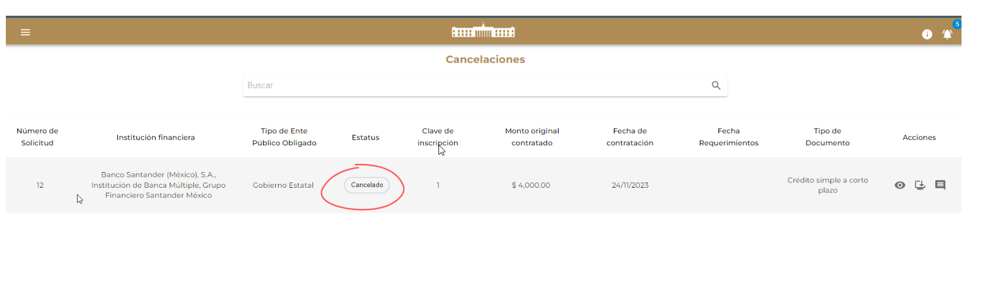 5
Cancelaciones
Buscar
Número de Solicitud
Institución financiera
Tipo de Ente Público Obligado
Estatus
Clave de inscripción
Monto original contratado
Fecha de contratación
Fecha Requerimientos
Tipo de Documento
Acciones
12
Banco Santander (México), S.A.,
Institución de Banca Múltiple, Grupo
Financiero Santander México
Gobierno Estatal
Cancelado
1
$ 4,000.00
24/11/2023
Crédito simple a corto
plazo